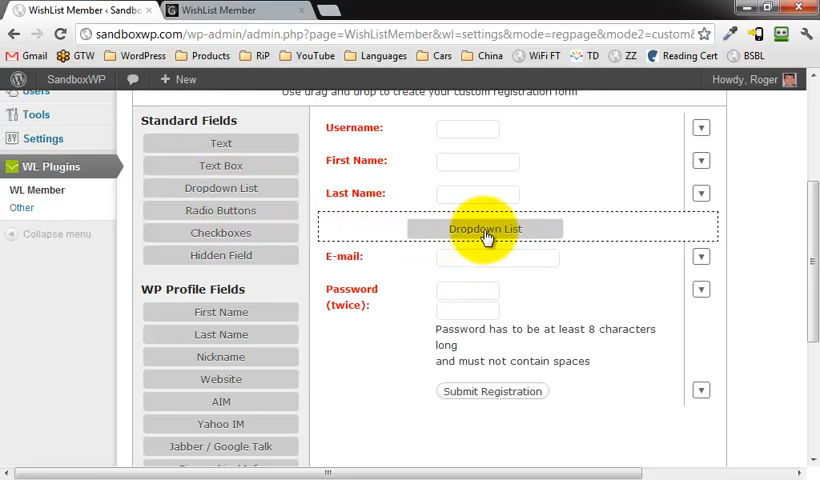 WishList Member ‹ Sandbo
WishList Member
sandboxwp.com/wp-admin/admin.php?page=WishListMember&wl=settings&mode=regpage&mode2=custom&
Gmail
GTW
WordPress
Products
RiP
YouTube
Languages
Cars
China
WiFi FT
TD
ZZ
Reading Cert
BSBL
SandboxWP
New
Howdy, Roger
Users
Tools
Settings
WL Plugins
WL Member
Other
Collapse menu
Use drag and drop to create your custom registration form
Standard Fields
Text
Text Box
Dropdown List
Radio Buttons
Checkboxes
Hidden Field
WP Profile Fields
First Name
Last Name
Nickname
Website
AIM
Yahoo IM
Jabber / Google Talk
Username:
First Name:
Last Name:
Dropdown List
E-mail:
Password
(twice):
Password has to be at least 8 characters
long
and must not contain spaces
Submit Registration